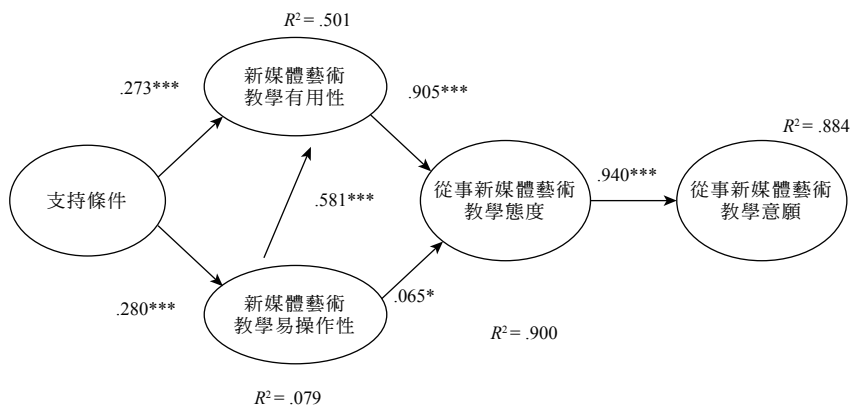 R² = .501
新媒體藝術
教學有用性
.273***
.905***
R² = .884
支持條件
.581***
從事新媒體藝術
教學態度
.940***
從事新媒體藝術
教學意願
.280***
新媒體藝術
教學易操作性
.065*
R² = .900
R² = .079